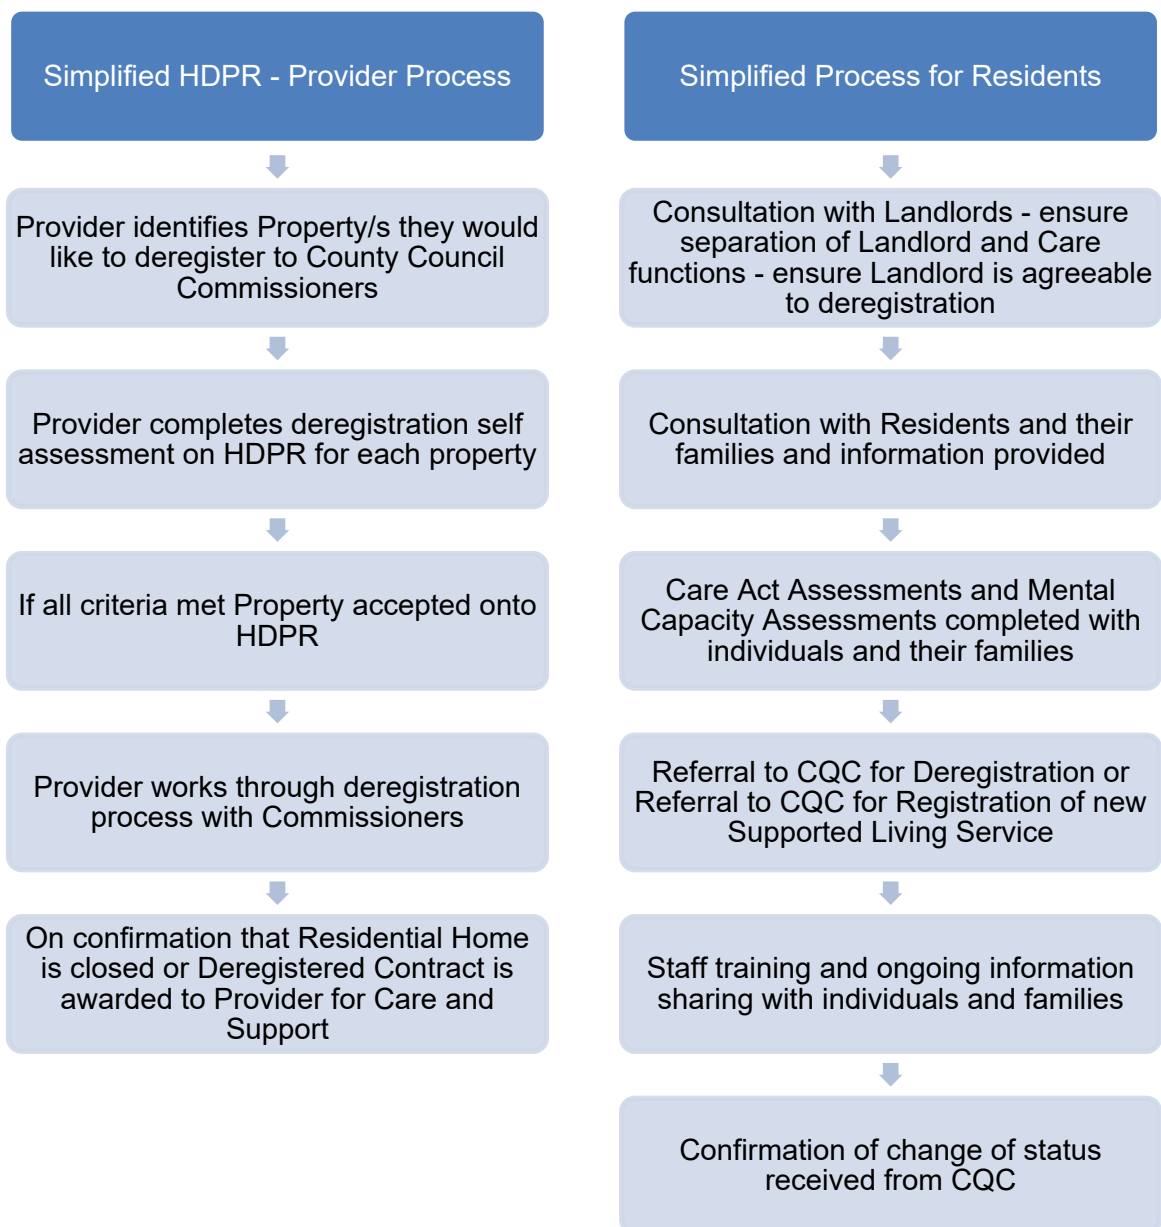 Simplified HDPR - Provider Process
Provider identifies Property/s they would
like to deregister to County Council
Commissioners
Provider completes deregistration self
assessment on HDPR for each property
If all criteria met Property accepted onto
HDPR
Provider works through deregistration
process with Commissioners
On confirmation that Residential Home
is closed or Deregistered Contract is
awarded to Provider for Care and
Support
Simplified Process for Residents
Consultation with Landlords - ensure
separation of Landlord and Care
functions - ensure Landlord is agreeable
to deregistration
Consultation with Residents and their
families and information provided
Care Act Assessments and Mental
Capacity Assessments completed with
individuals and their families
Referral to CQC for Deregistration or
Referral to CQC for Registration of new
Supported Living Service
Staff training and ongoing information
sharing with individuals and families
Confirmation of change of status
received from CQC